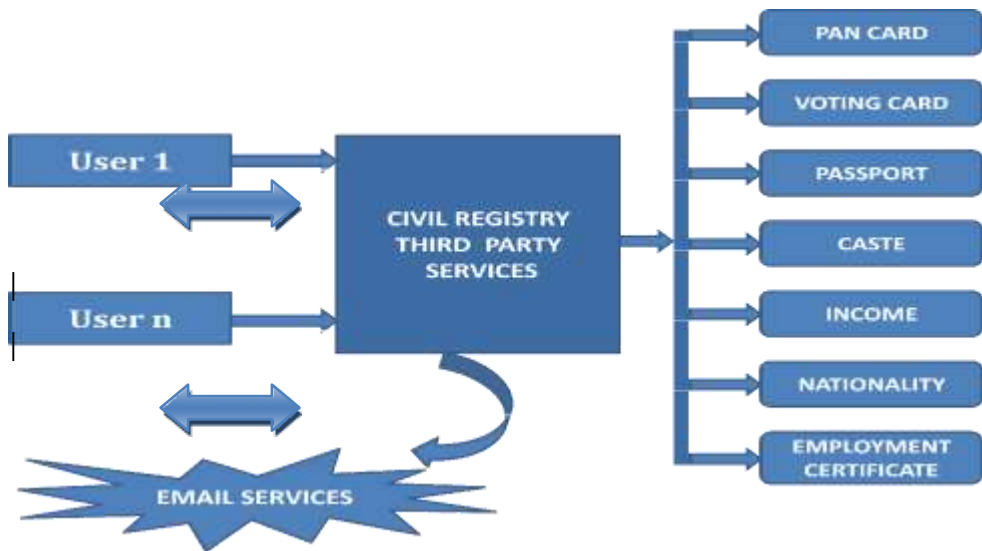 User 1
User n
CIVIL REGISTRY
THIRD PARTY
SERVICES
EMAIL SERVICES
PAN CARD
VOTING CARD
PASSPORT
CASTE
INCOME
NATIONALITY
EMPLOYMENT
CERTIFICATE